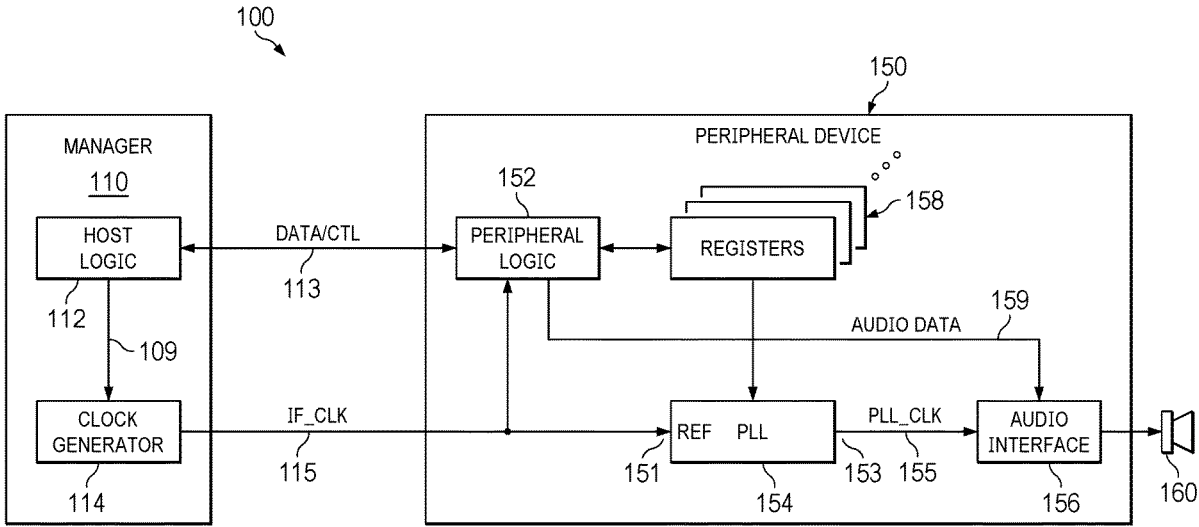 100
150
MANAGER
110
PERIPHERAL DEVICE
152
158
HOST
LOGIC
DATA/CTL
PERIPHERAL
LOGIC
REGISTERS
112
113
159
AUDIO DATA
109
CLOCK
GENERATOR
IF_CLK
REF PLL
PLL_CLK
AUDIO
INTERFACE
114
115
151
153
155
154
156
160